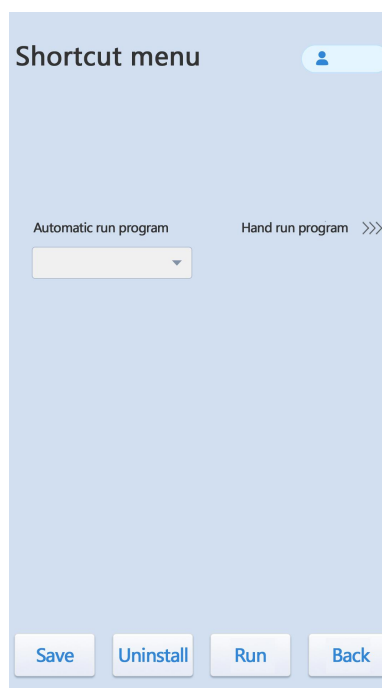 Shortcut menu
Automatic run program
Hand run program
Save
Uninstall
Run
Back